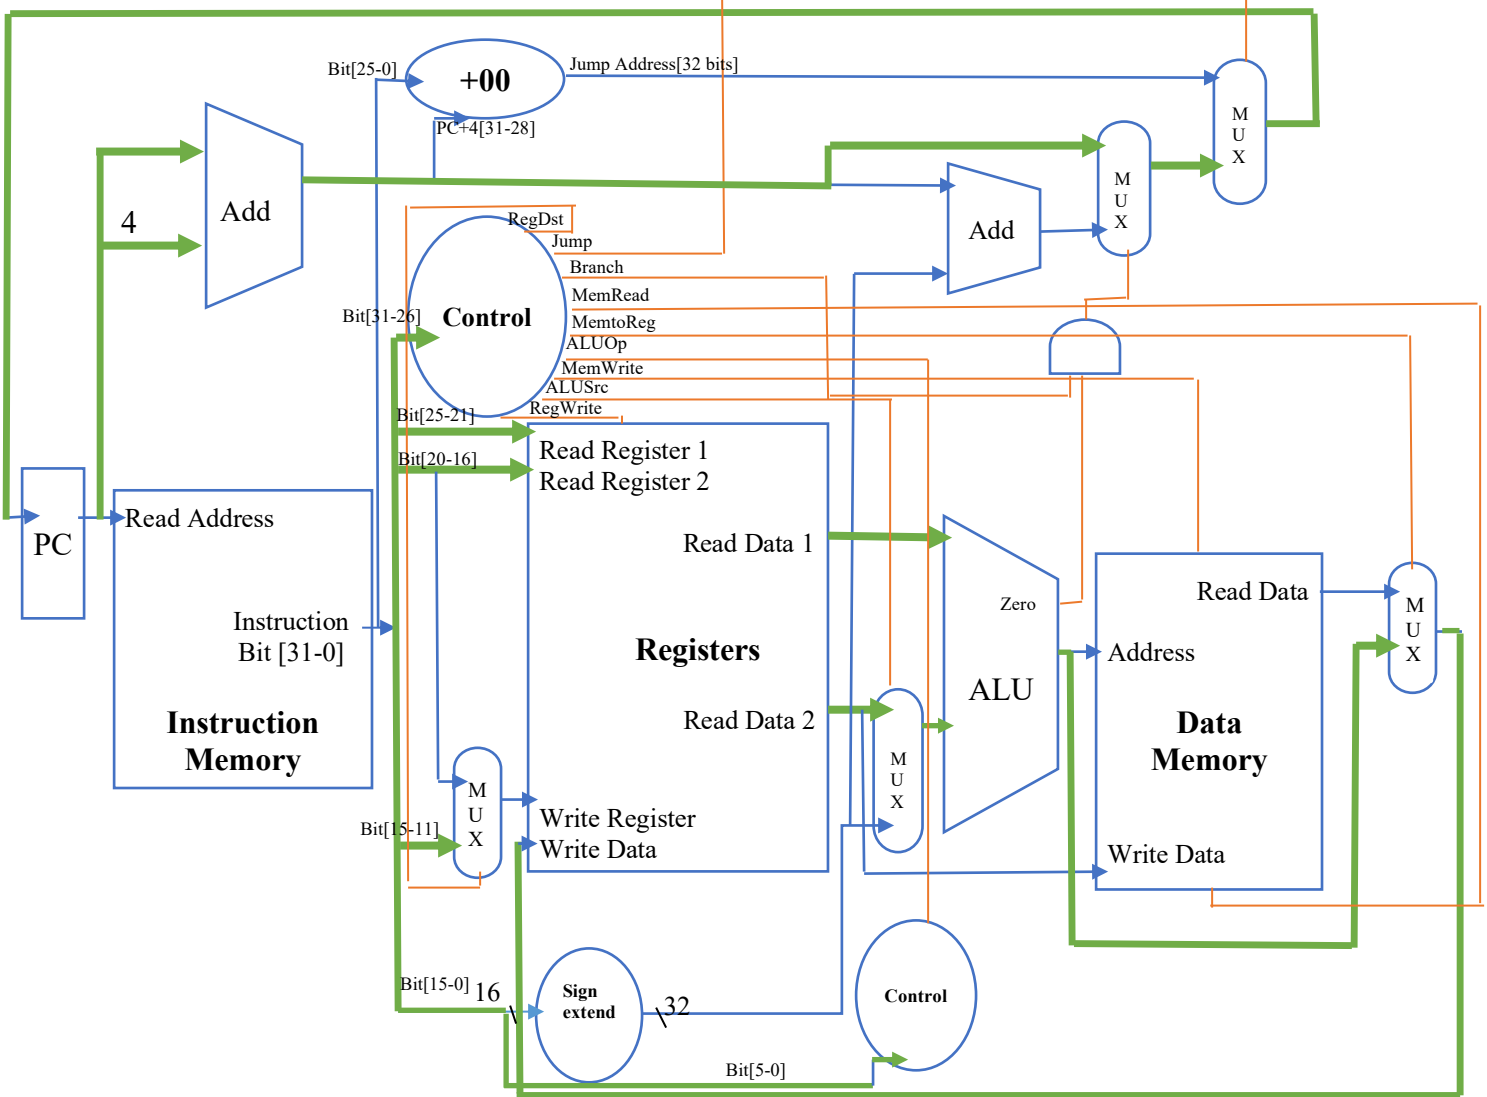 Bit[25-0]
+00
Jump Address[32 bits]
PC+4[31-28]
M
U
X
M
U
X
Add
4
Add
RegDst
Jump
Branch
MemRead
MemtoReg
ALUOp
MemWrite
ALUSrc
RegWrite
Bit[31-26]
Control
Bit[25-21]
Bit[20-16]
Read Register 1
Read Register 2
PC
Read Address
Instruction
Bit [31-0]
Instruction
Memory
Read Data 1
Registers
Read Data 2
Write Register
Write Data
M
U
X
Bit[15-11]
Zero
ALU
M
U
X
Read Data
Address
Data
Memory
Write Data
M
U
X
Bit[15-0]
16
Sign
extend
32
Control
Bit[5-0]